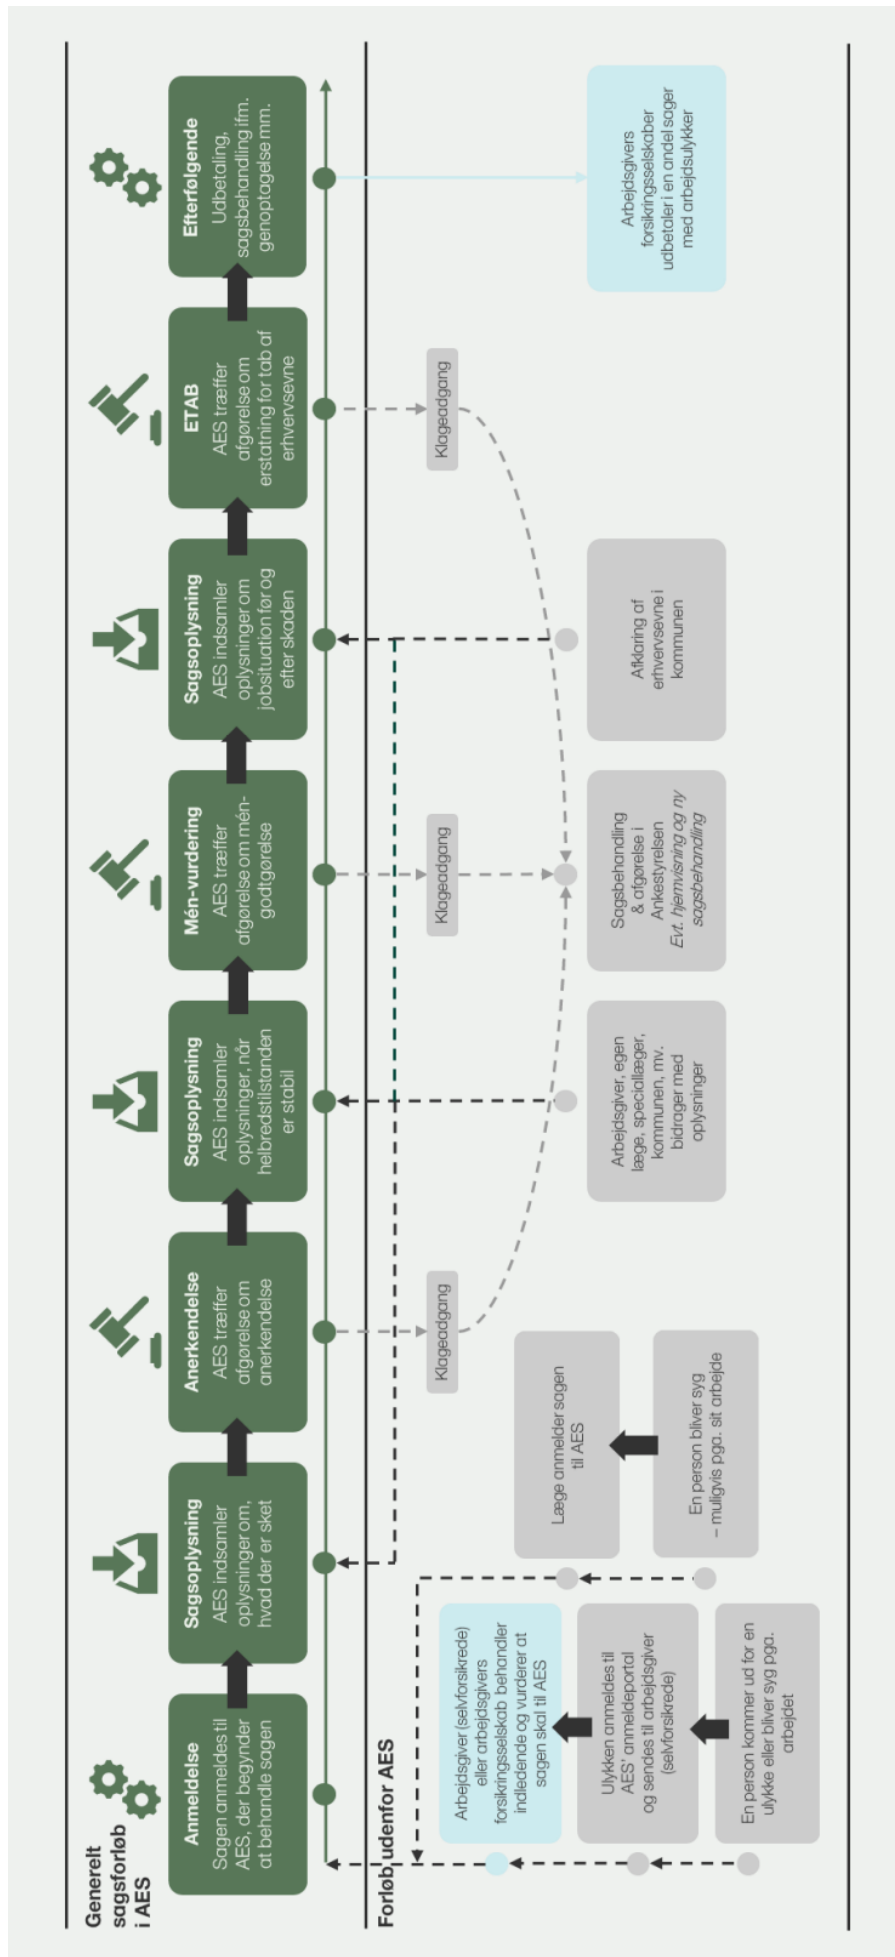 Generelt
sagsforløb
i AES
Anmeldelse
Sagen anmeldes til
AES, der begynder
at behandle sagen
Sagsoplysning
AES indsamler
oplysninger om,
hvad der er sket
Anerkendelse
AES træffer
afgørelse om
anerkendelse
Sagsoplysning
AES indsamler
oplysninger, når
helbredstilstanden
er stabil
Mén-vurdering
AES træffer
afgørelse om mén-
godtgørelse
Sagsoplysning
AES indsamler
oplysninger om
jobsituation før og
efter skaden
ETAB
AES træffer
afgørelse om
erstatning for tab af
erhvervsevne
Efterfølgende
Udbetaling,
sagsbehandling ifm.
genoptagelse mm.
Forløb udenfor AES
Klageadgang
Klageadgang
Klageadgang
Arbejdsgiver (selvforsikrede)
eller arbejdsgivers
forsikringsselskab behandler
indledende og vurderer at
sagen skal til AES
Ulykken anmeldes til
AES' anmeldeportal
og sendes til arbejdsgiver
(selvforsikrede)
En person kommer ud for en
ulykke eller bliver syg pga.
arbejdet
Læge anmelder sagen
til AES
En person bliver syg
– muligvis pga. sit arbejde
Arbejdsgiver, egen
læge, speciallæger,
kommunen, mv.
bidrager med
oplysninger
Sagsbehandling
& afgørelse i
Ankestyrelsen
Evt. hjemvisning og ny
sagsbehandling
Afklaring af
erhvervsevne i
kommunen
Arbejdsgivers
forsikringsselskaber
udbetaler i en andel sager
med arbejdsulykker